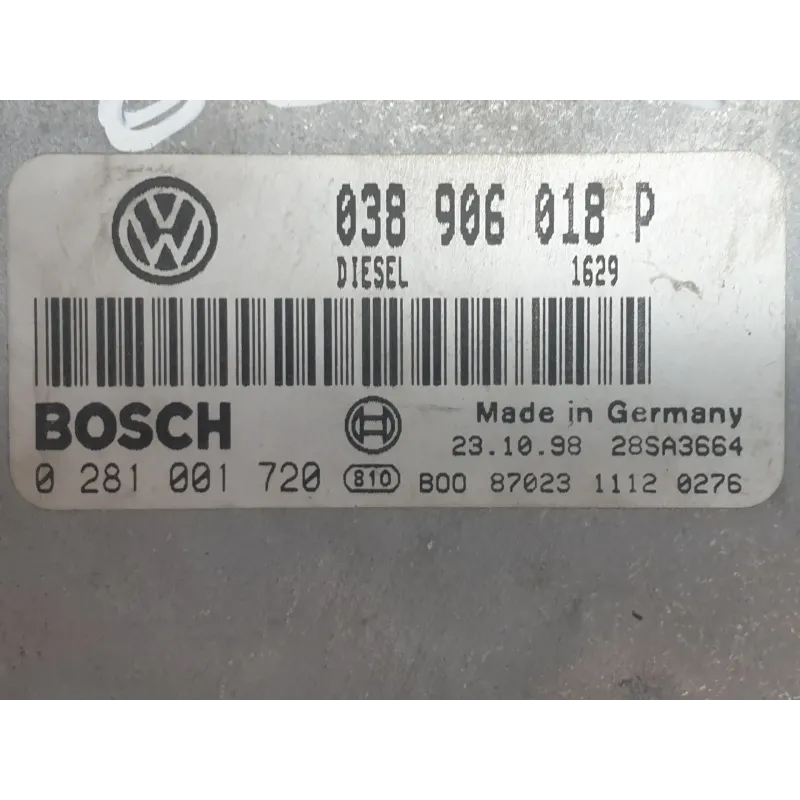 038 906 018 P
DIESEL 1629
BOSCH
Made in Germany
23.10.98 28SA3664
0 281 001 720 810 B00 87023 1112 0276